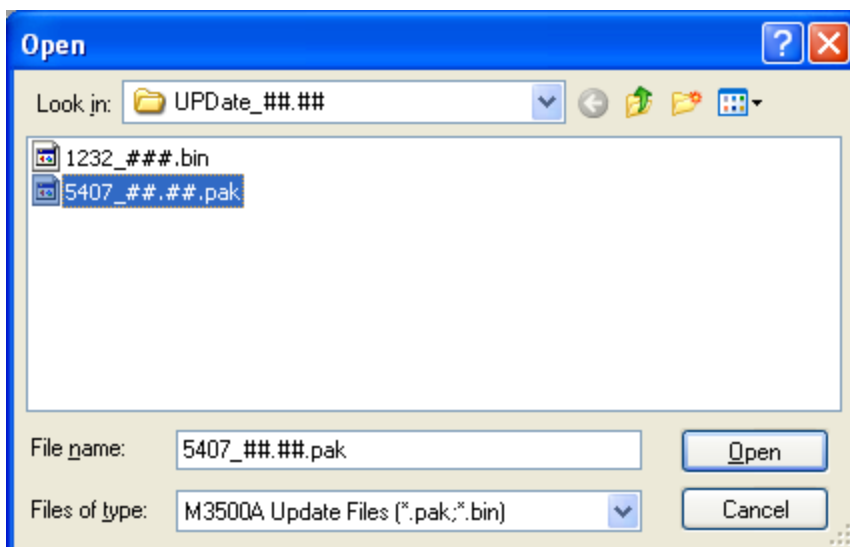 Open
Look in: UPDate_##.##
1232_###.bin
5407_##.##.pak
File name: 5407_##.##.pak Open
Files of type: M3500A Update Files (*.pak;*.bin) Cancel